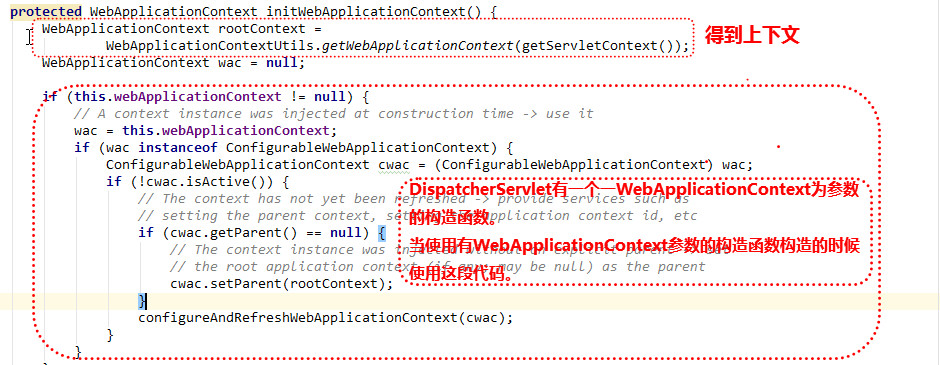 protected WebApplicationContext initWebApplicationContext() {
WebApplicationContext rootContext =
WebApplicationContextUtils.getWebApplicationContext(getServletContext());
得到上下文
WebApplicationContext wac = null;
if (this.webApplicationContext != null) {
// A context instance was injected at construction time -> use it
wac = this.webApplicationContext;
if (wac instanceof ConfigurableWebApplicationContext) {
ConfigurableWebApplicationContext cwac = (ConfigurableWebApplicationContext) wac;
if (!cwac.isActive()) {
// The context has not yet been refreshed -> provide services such as
// setting the parent context, application context id, etc
if (cwac.getParent() == null) {
// The context instance was
// the root application context (if any; may be null) as the parent
cwac.setParent(rootContext);
}
configureAndRefreshWebApplicationContext(cwac);
}
}
DispatcherServlet有一个一WebApplicationContext为参数
的构造函数。
当使用有WebApplicationContext参数的构造函数构造的时候
使用这段代码。